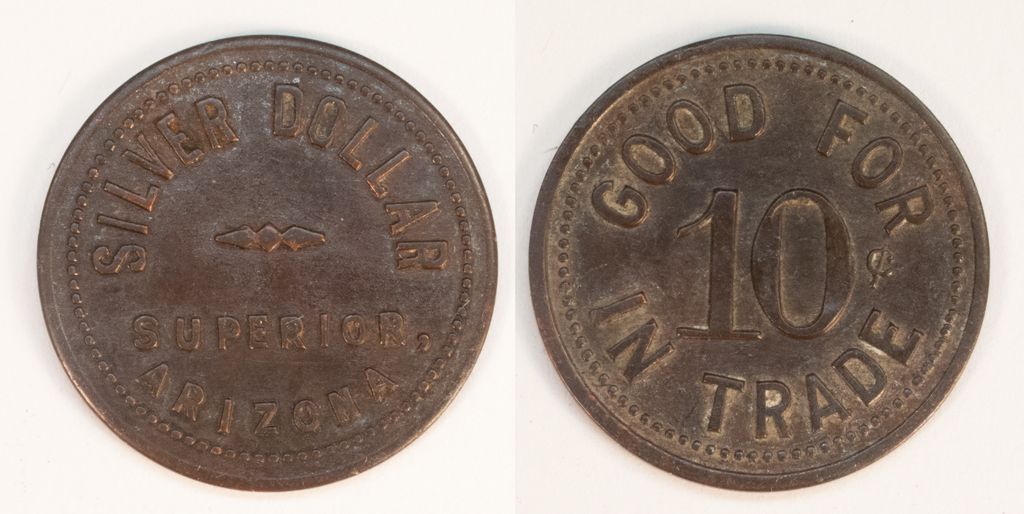 SILVER DOLLAR
SUPERIOR,
ARIZONA
GOOD FOR
10¢
IN TRADE